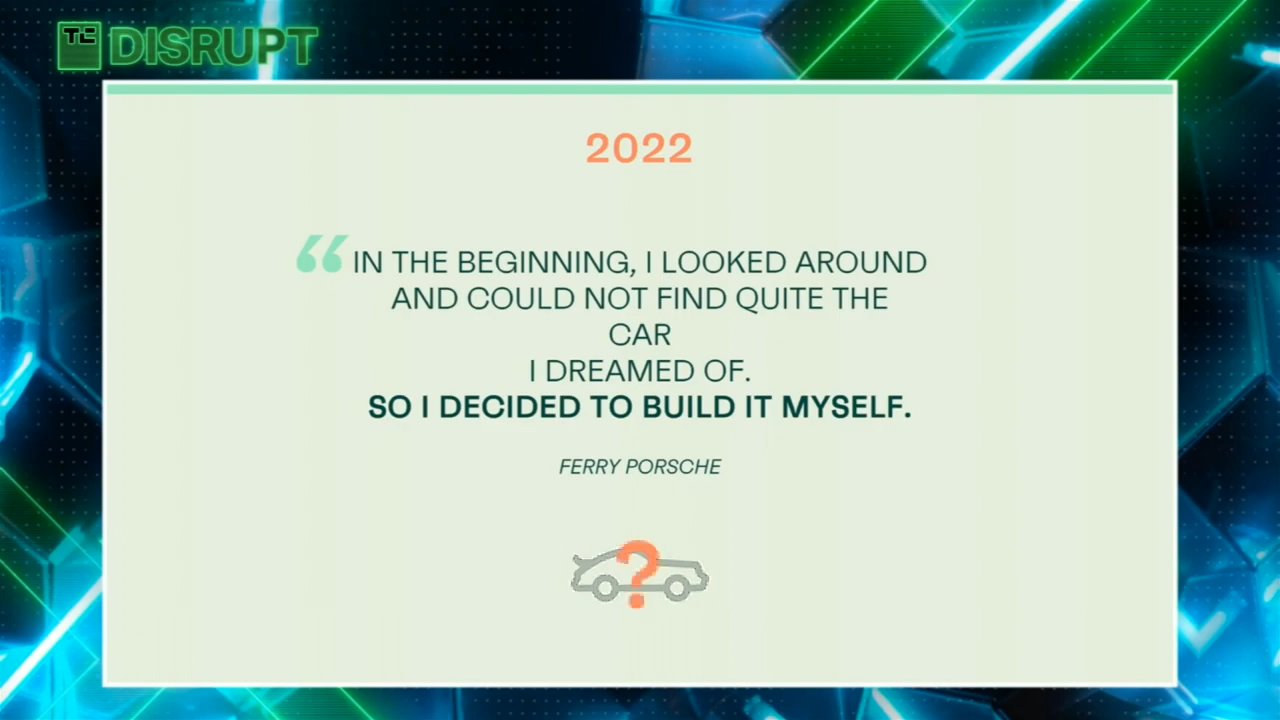 TC DISRUPT
2022
“IN THE BEGINNING, I LOOKED AROUND
AND COULD NOT FIND QUITE THE
CAR
I DREAMED OF.
SO I DECIDED TO BUILD IT MYSELF.
FERRY PORSCHE
?